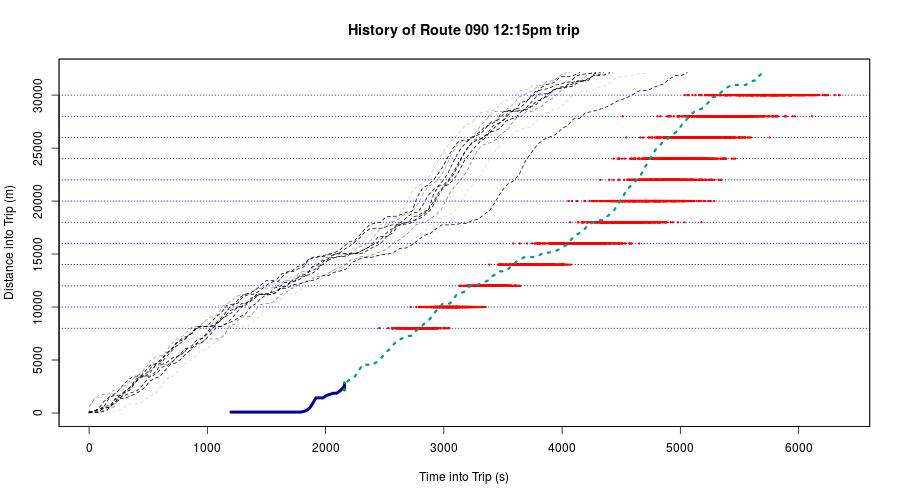 History of Route 090 12:15pm trip
Distance into Trip (m)
30000
25000
20000
15000
10000
5000
0
0 1000 2000 3000 4000 5000 6000
Time into Trip (s)